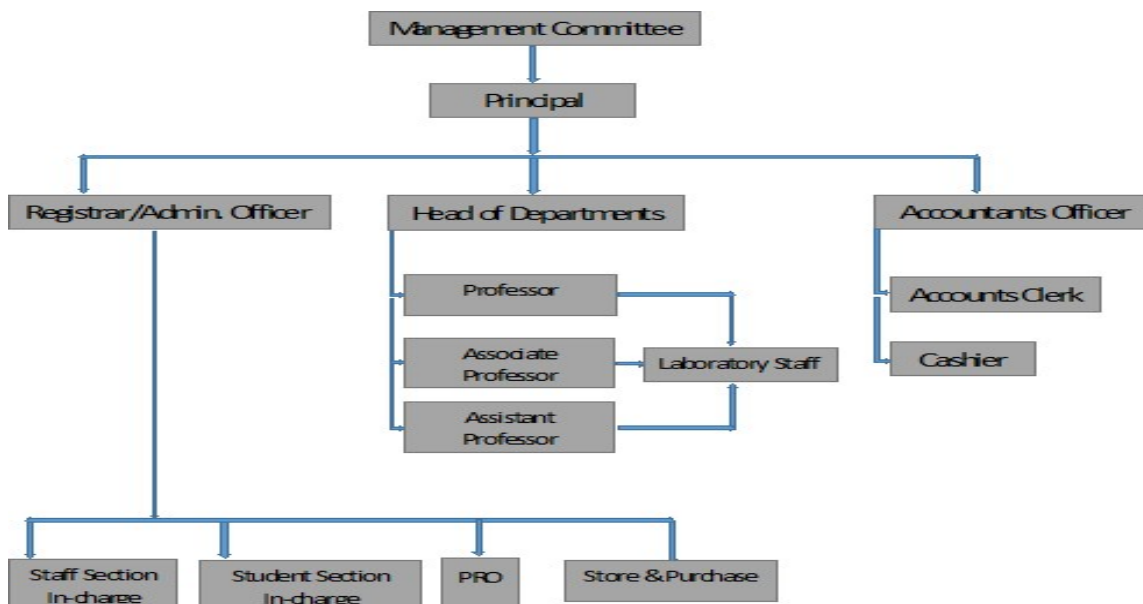 Management Committee
Principal
Registrar/Admin. Officer
Head of Departments
Accountants Officer
Professor
Accounts Clerk
Associate
Professor
Laboratory Staff
Cashier
Assistant
Professor
Staff Section
In-charge
Student Section
In-charge
PRO
Store & Purchase